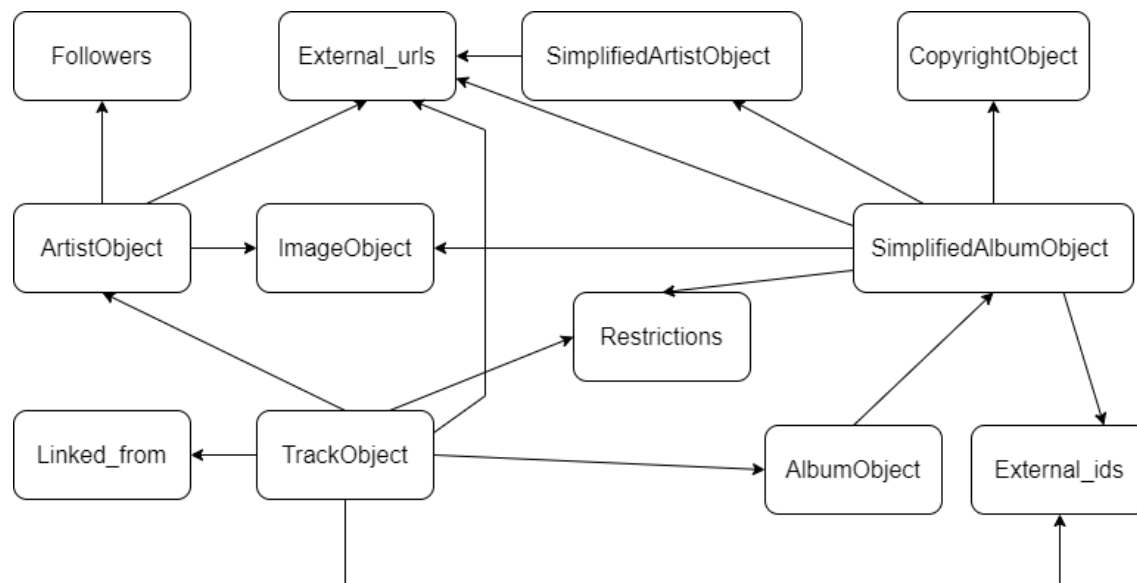 Followers
External_urls
SimplifiedArtistObject
CopyrightObject
ArtistObject
ImageObject
SimplifiedAlbumObject
Restrictions
Linked_from
TrackObject
AlbumObject
External_ids